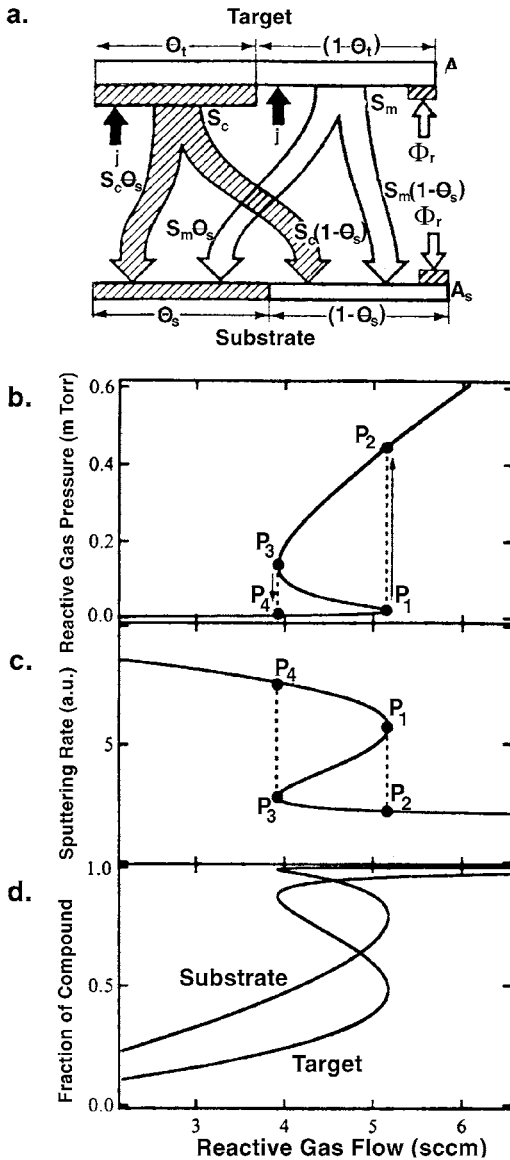 a.
Target
Θt (1-Θt)
A
Sc Sm
j j Φr
ScΘs SmΘs Sc(1-Θs) Sm(1-Θs) Φr
As
Θs (1-Θs)
Substrate
b.
Reactive Gas Pressure (m Torr)
0.6
0.4
0.2
0.0
P2
P3
P4 P1
c.
Sputtering Rate (a.u.)
5
P4
P1
P3 P2
d.
Fraction of Compound
1.0
0.5
0.0
Substrate
Target
3 4 5 6
Reactive Gas Flow (sccm)